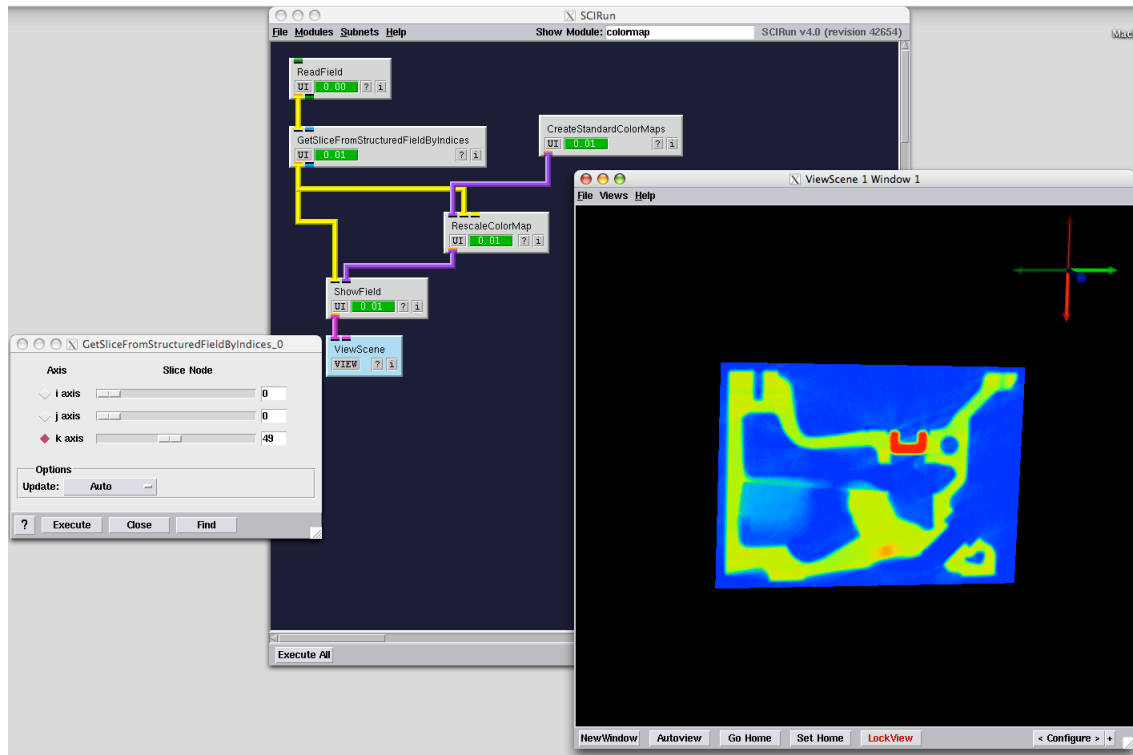 SCIRun
File Modules Subnets Help Show Module: colormap SCIRun v4.0 (revision 42654)
ReadField
UI 0.00 ? i
GetSliceFromStructuredFieldByIndices
UI 0.01 ? i
CreateStandardColorMaps
UI 0.01 ? i
RescaleColorMap
UI 0.01 ? i
ShowField
UI 0.01 ? i
ViewScene
VIEW ? i
Execute All
GetSliceFromStructuredFieldByIndices_0
Axis Slice Node
i axis 0
j axis 0
k axis 49
Options
Update: Auto
? Execute Close Find
ViewScene 1 Window 1
File Views Help
NewWindow Autoview Go Home Set Home LockView < Configure > +